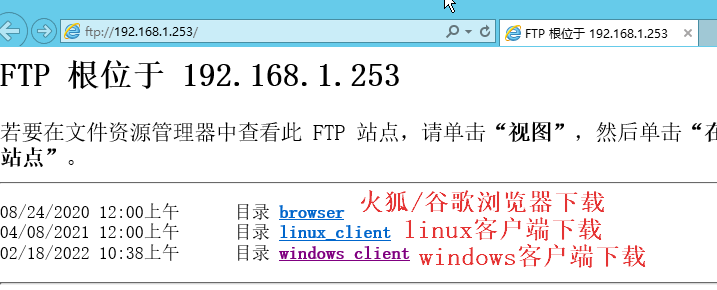 ftp://192.168.1.253/
FTP 根位于 192.168.1.253
FTP 根位于 192.168.1.253
若要在文件资源管理器中查看此 FTP 站点，请单击“视图”，然后单击“在
站点”。
08/24/2020 12:00上午 目录 browser 火狐/谷歌浏览器下载
04/08/2021 12:00上午 目录 linux_client linux客户端下载
02/18/2022 10:38上午 目录 windows_client windows客户端下载